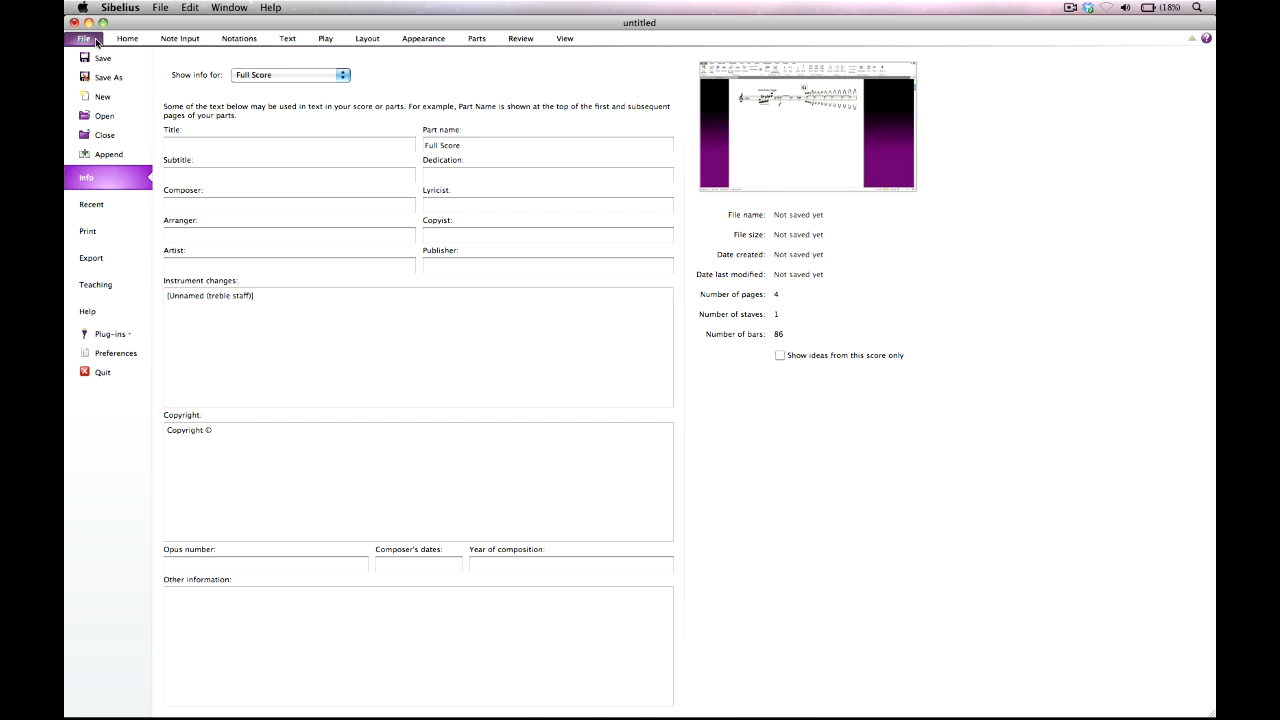 Sibelius File Edit Window Help (18%)
untitled
File Home Note Input Notations Text Play Layout Appearance Parts Review View
Save
Save As
New
Open
Close
Append
Info
Recent
Print
Export
Teaching
Help
Plug-ins
Preferences
Quit
Show info for: Full Score
Some of the text below may be used in text in your score or parts. For example, Part Name is shown at the top of the first and subsequent
pages of your parts.
Title: Part name:
Full Score
Subtitle: Dedication:
Composer: Lyricist:
Arranger: Copyist:
Artist: Publisher:
Instrument changes:
[Unnamed (treble staff)]
Copyright:
Copyright ©
Opus number: Composer's dates: Year of composition:
Other information:
File name: Not saved yet
File size: Not saved yet
Date created: Not saved yet
Date last modified: Not saved yet
Number of pages: 4
Number of staves: 1
Number of bars: 86
Show ideas from this score only